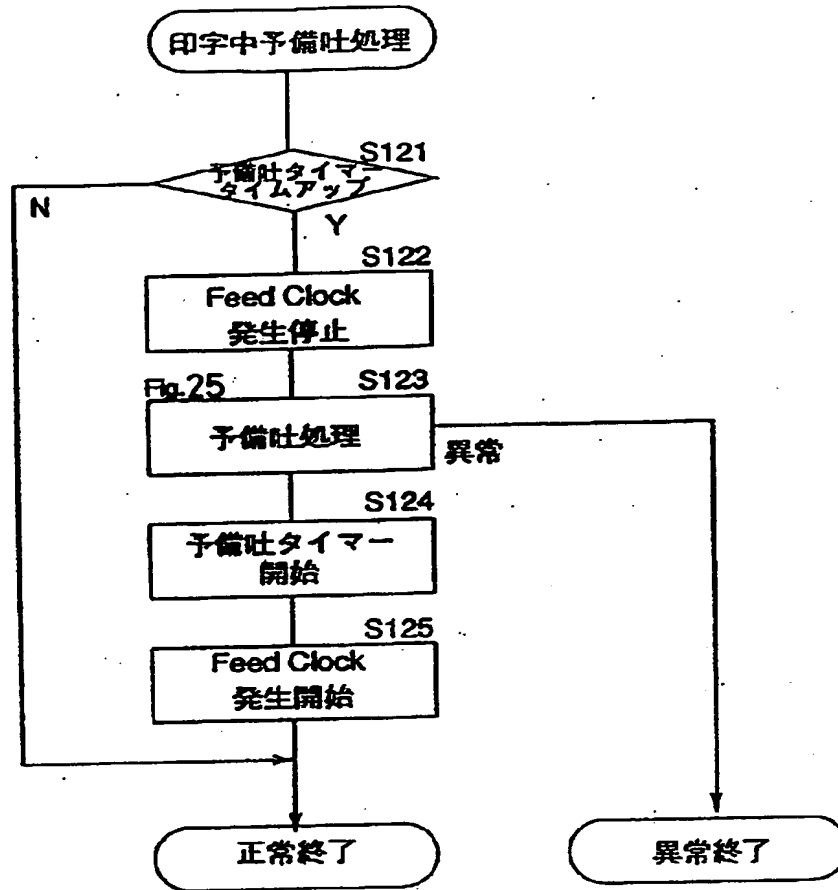 印字中予備吐処理
S121
予備吐タイマー
タイムアップ
N
Y
S122
Feed Clock
発生停止
Fig.25
S123
予備吐処理
異常
S124
予備吐タイマー
開始
S125
Feed Clock
発生開始
正常終了
異常終了